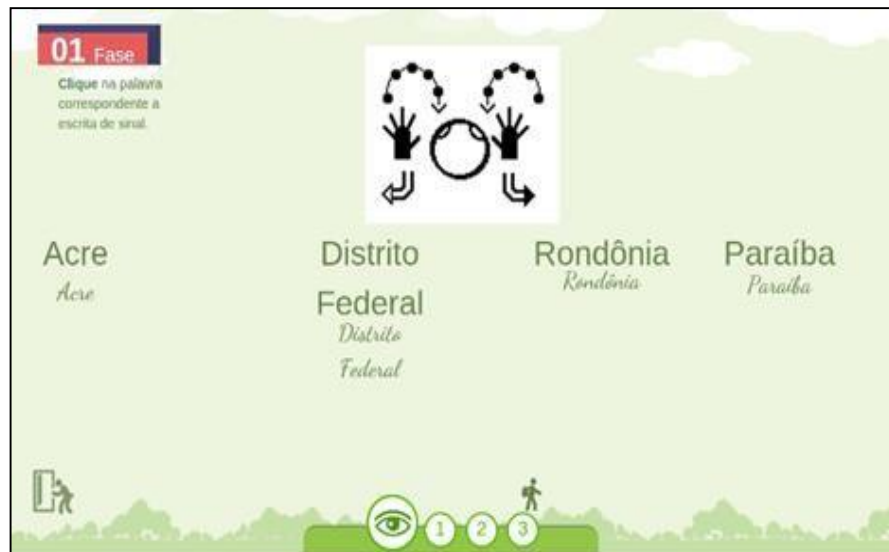 01 Fase
Clique na palavra
correspondente a
escrita de sinal.
Acre
Acre
Distrito
Federal
Distrito
Federal
Rondônia
Rondônia
Paraíba
Paraíba
1 2 3